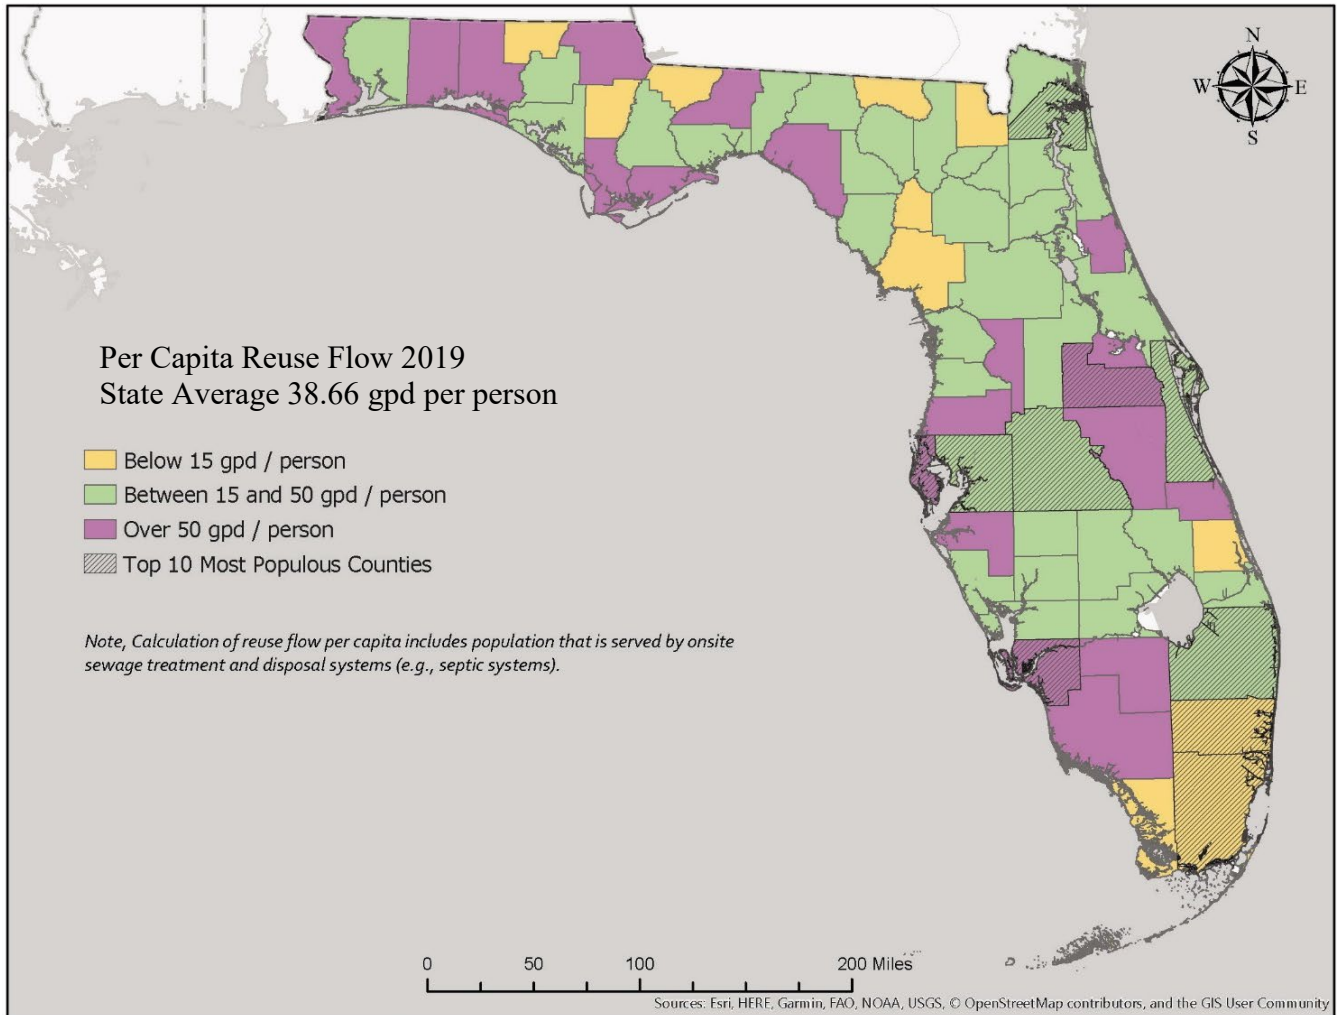 N
W E
S
Per Capita Reuse Flow 2019
State Average 38.66 gpd per person
Below 15 gpd / person
Between 15 and 50 gpd / person
Over 50 gpd / person
Top 10 Most Populous Counties
Note, Calculation of reuse flow per capita includes population that is served by onsite
sewage treatment and disposal systems (e.g., septic systems).
0 50 100 200 Miles
Sources: Esri, HERE, Garmin, FAO, NOAA, USGS, © OpenStreetMap contributors, and the GIS User Community